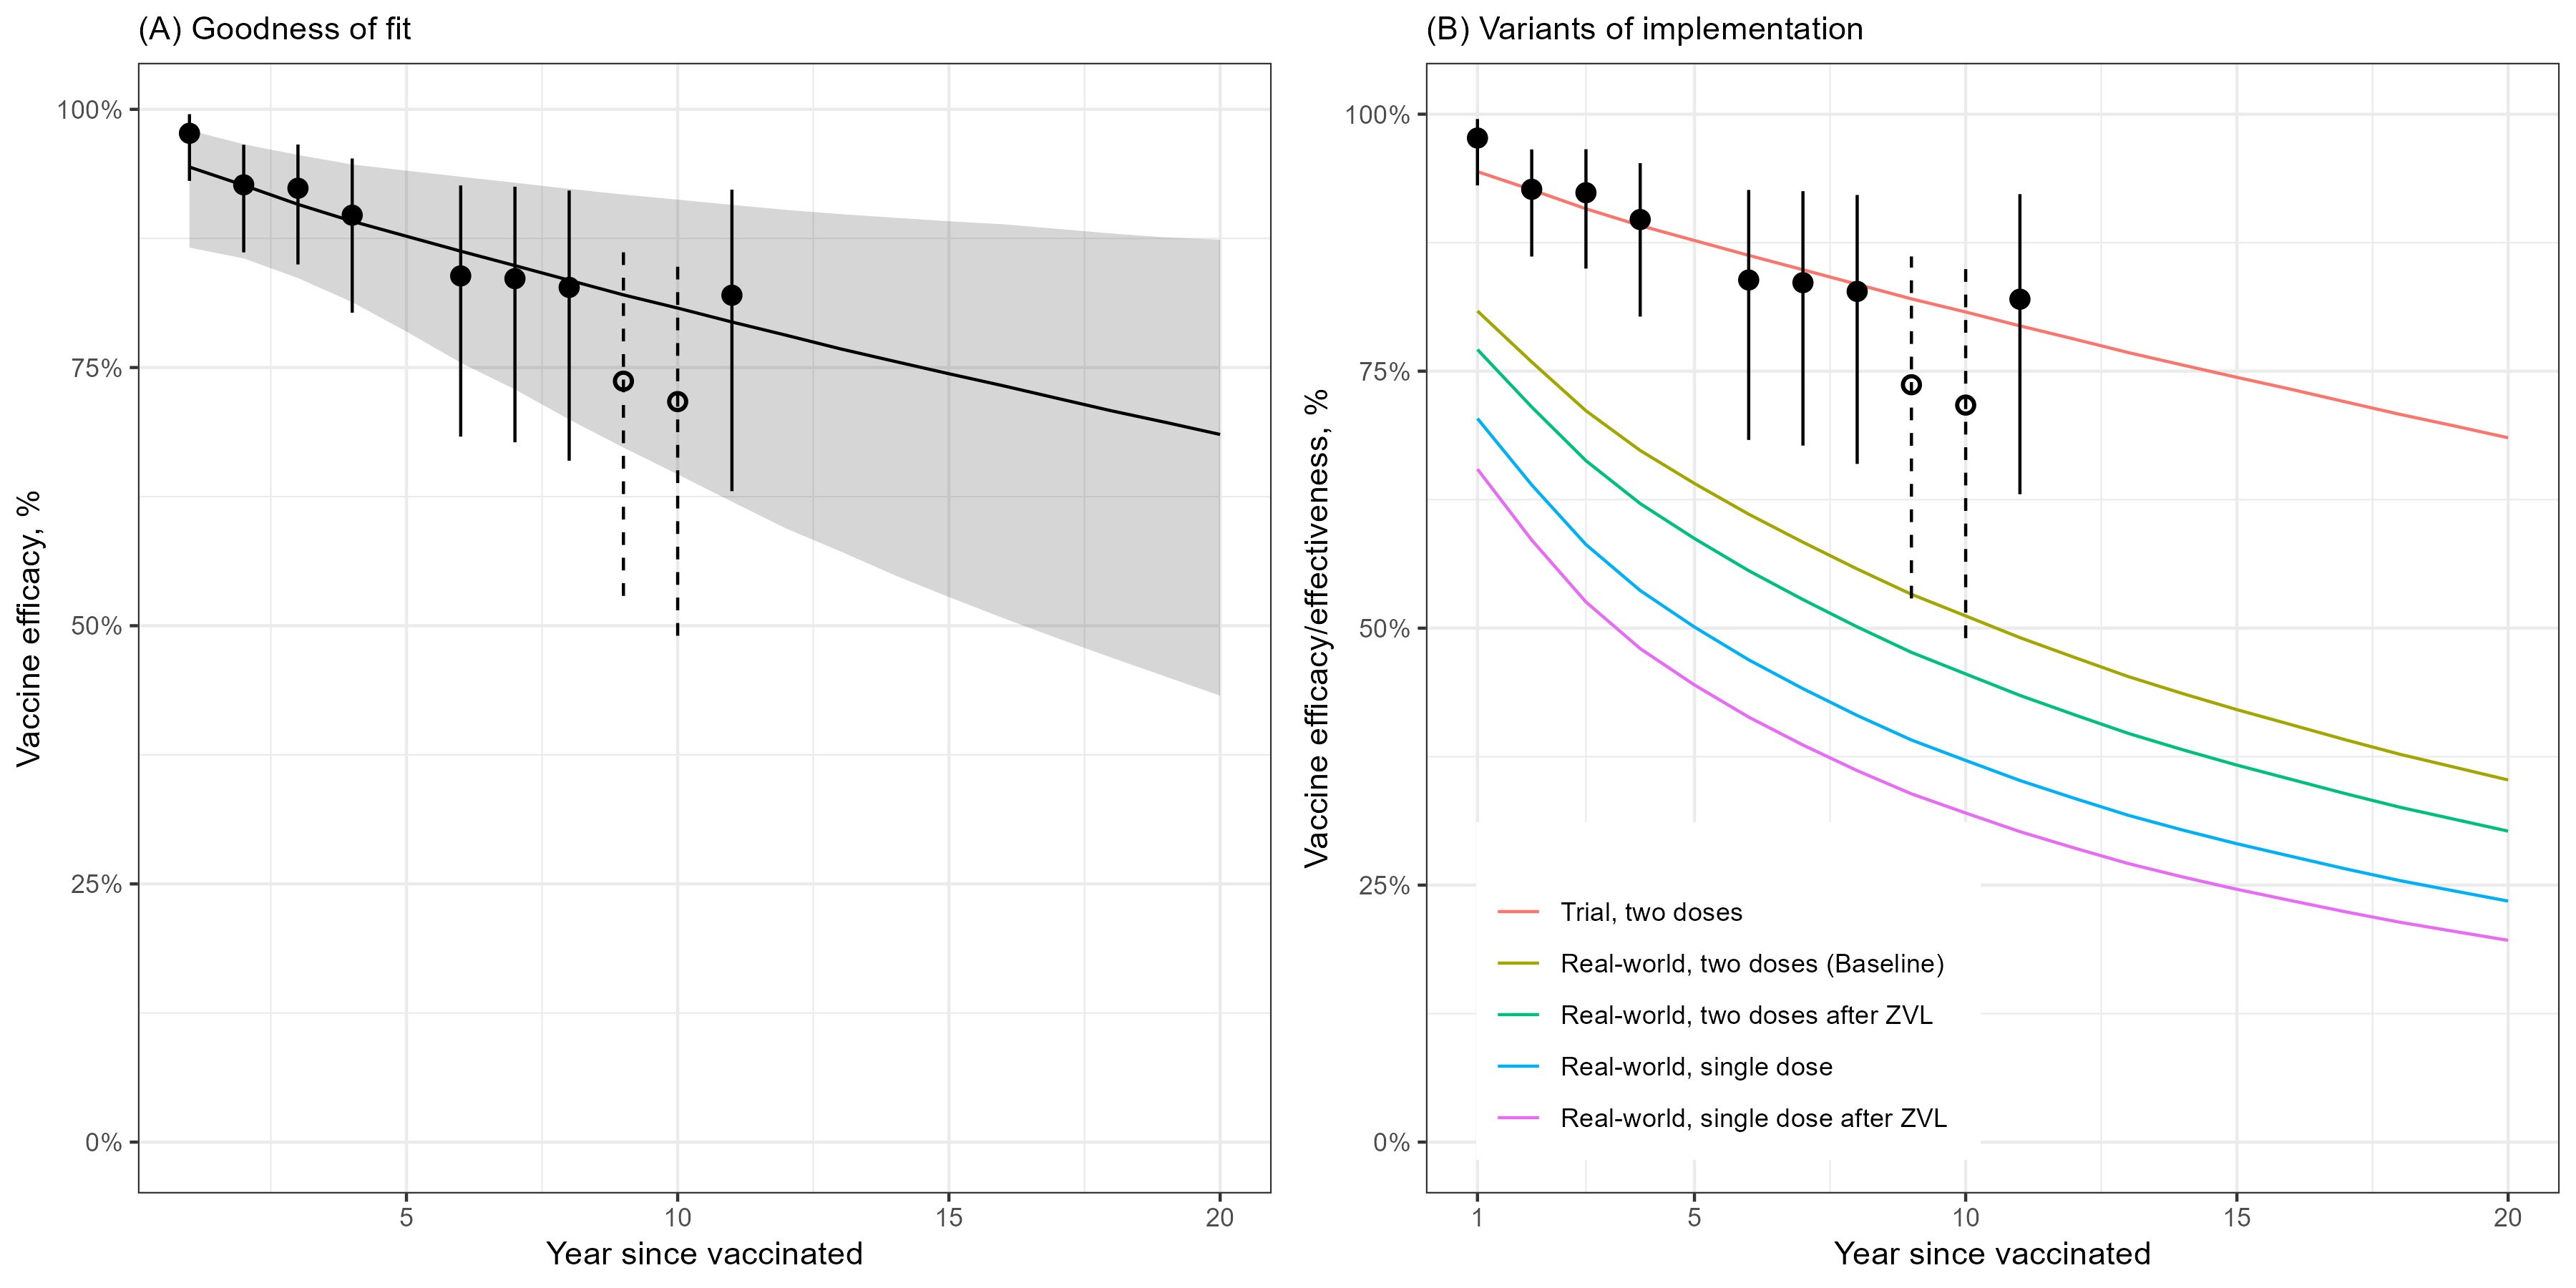 (A) Goodness of fit
Vaccine efficacy, %
100%
75%
50%
25%
0%
5
10
15
20
Year since vaccinated
(B) Variants of implementation
Vaccine efficacy/effectiveness, %
100%
75%
50%
25%
0%
Trial, two doses
Real-world, two doses (Baseline)
Real-world, two doses after ZVL
Real-world, single dose
Real-world, single dose after ZVL
1
5
10
15
20
Year since vaccinated